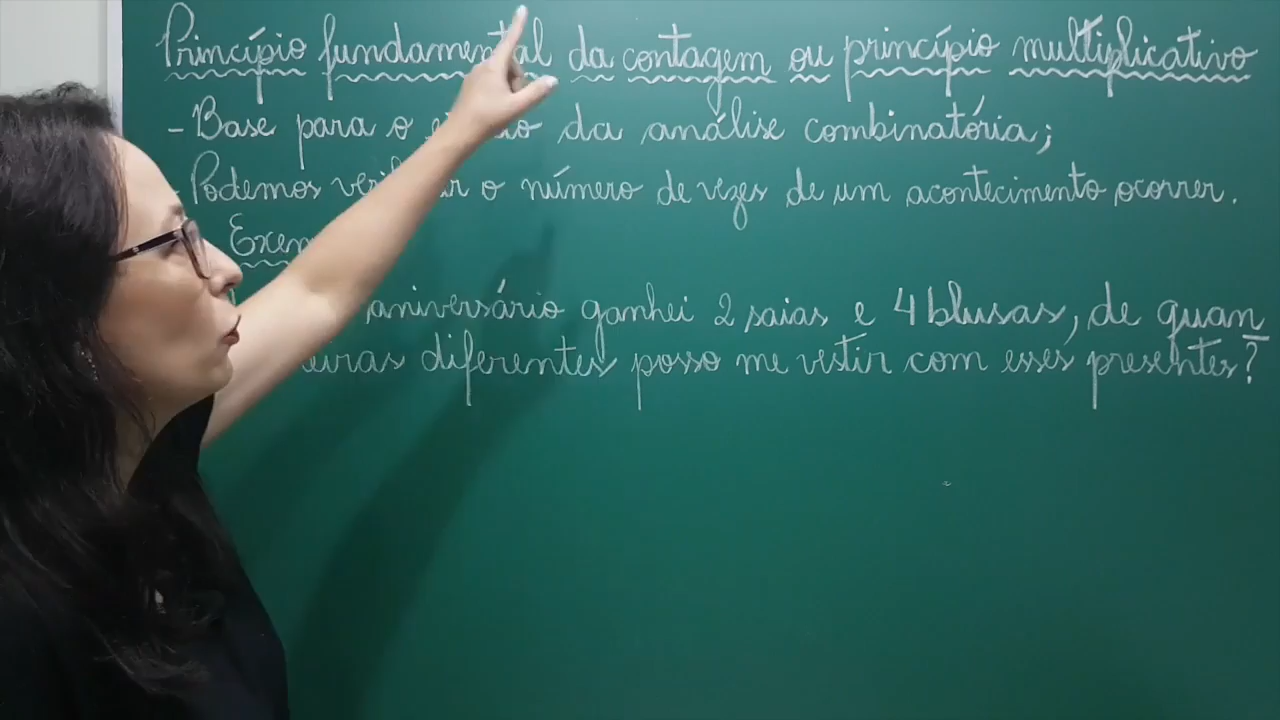 Princípio fundamental da contagem ou princípio multiplicativo
- Base para o da análise combinatória;
- Podemos o número de vezes de um acontecimento ocorrer.
aniversário ganhei 2 saias e 4 blusas, de quan
diferentes posso me vestir com esses presentes?